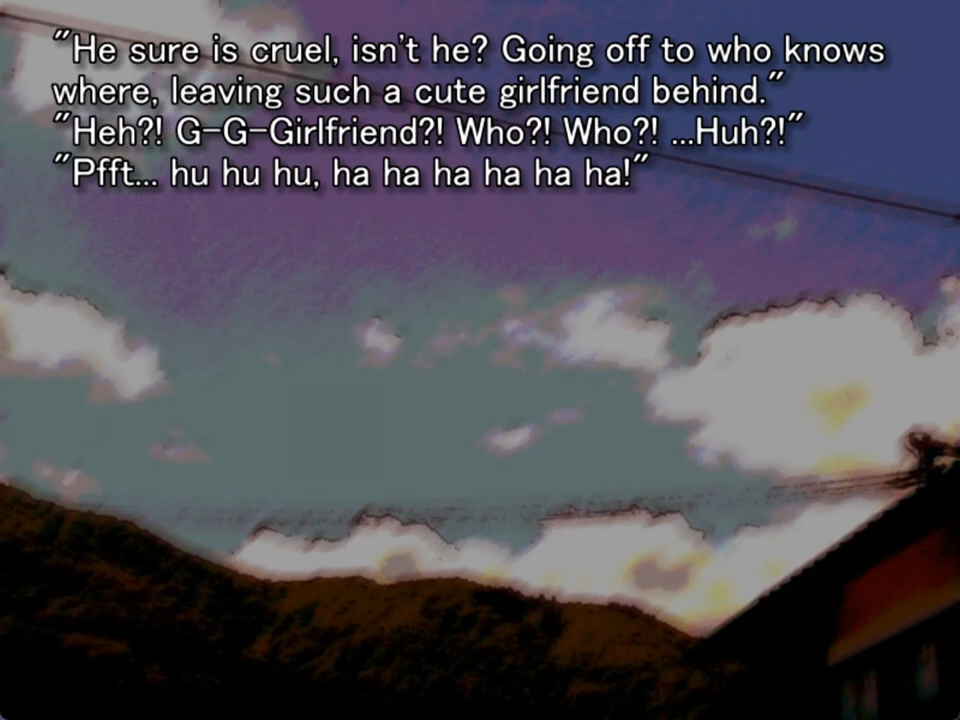 "He sure is cruel, isn't he? Going off to who knows
where, leaving such a cute girlfriend behind."
"Heh?! G-G-Girlfriend?! Who?! Who?! ...Huh?!"
"Pfft... hu hu hu, ha ha ha ha ha ha!"